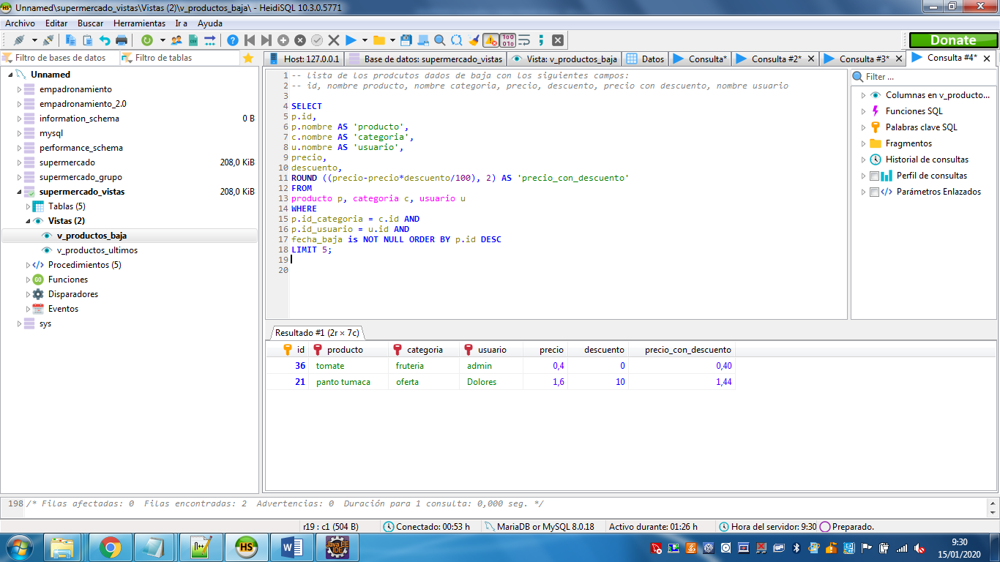 Unnamed\supermercado_vistas\Vistas (2)\v_productos_baja\ - HeidiSQL 10.3.0.5771
Archivo Editar Buscar Herramientas Ir a Ayuda
Donate
Filtro de bases de datos Filtro de tablas
Host: 127.0.0.1 Base de datos: supermercado_vistas Vista: v_productos_baja Datos Consulta* Consulta #2* Consulta #3* Consulta #4*
Unnamed
empadronamiento
empadronamiento_2.0
information_schema 0 B
mysql
performance_schema
supermercado 208,0 KiB
supermercado_grupo
supermercado_vistas 208,0 KiB
Tablas (5)
Vistas (2)
v_productos_baja
v_productos_ultimos
Procedimientos (5)
Funciones
Disparadores
Eventos
sys
1 -- lista de los prodcutos dados de baja con los siguientes campos:
2 -- id, nombre producto, nombre categoria, precio, descuento, precio con descuento, nombre usuario
3
4 SELECT
5 p.id,
6 p.nombre AS 'producto',
7 c.nombre AS 'categoria',
8 u.nombre AS 'usuario',
9 precio,
10 descuento,
11 ROUND ((precio-precio*descuento/100), 2) AS 'precio_con_descuento'
12 FROM
13 producto p, categoria c, usuario u
14 WHERE
15 p.id_categoria = c.id AND
16 p.id_usuario = u.id AND
17 fecha_baja is NOT NULL ORDER BY p.id DESC
18 LIMIT 5;
19
20
Filter ...
Columnas en v_producto...
Funciones SQL
Palabras clave SQL
Fragmentos
Historial de consultas
Perfil de consultas
Parámetros Enlazados
Resultado #1 (2r × 7c)
id producto categoria usuario precio descuento precio_con_descuento
36 tomate fruteria admin 0,4 0 0,40
21 panto tumaca oferta Dolores 1,6 10 1,44
198 /* Filas afectadas: 0 Filas encontradas: 2 Advertencias: 0 Duración para 1 consulta: 0,000 seg. */
r19 : c1 (504 B) Conectado: 00:53 h MariaDB or MySQL 8.0.18 Activo durante: 01:26 h Hora del servidor: 9:30 Preparado.
HS
Java EE
IDE
9:30
15/01/2020